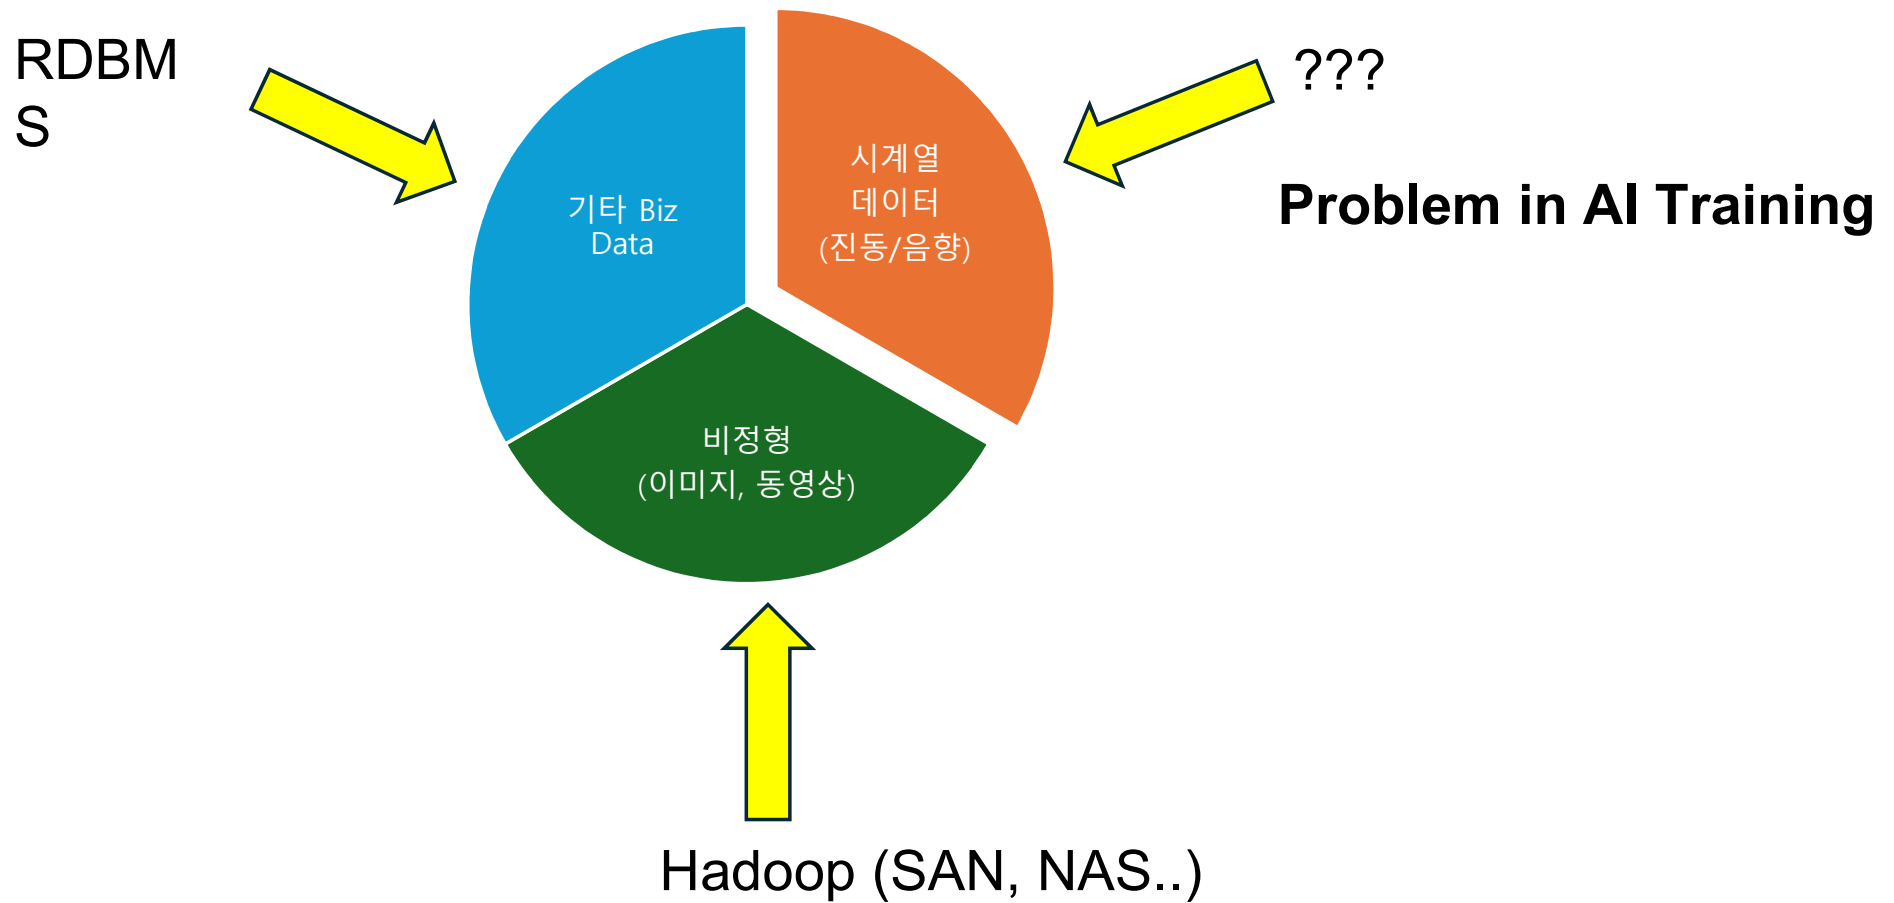 RDBM
S
???
Problem in AI Training
시계열
데이터
(진동/음향)
기타 Biz
Data
비정형
(이미지, 동영상)
Hadoop (SAN, NAS..)